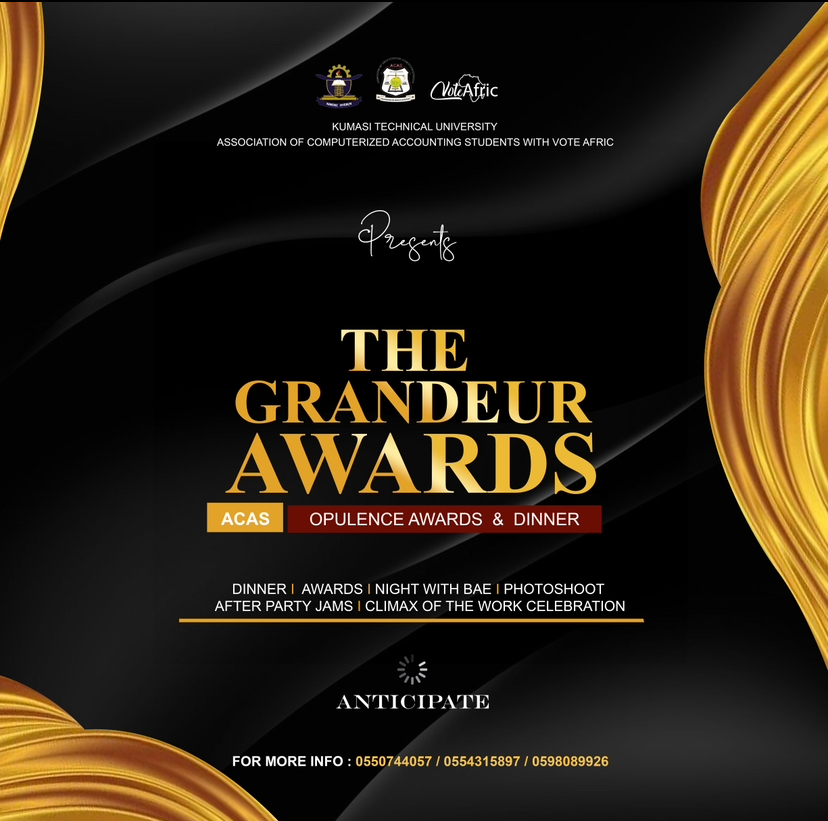 VoteAfric
ACAS
KUMASI TECHNICAL UNIVERSITY
ASSOCIATION OF COMPUTERIZED ACCOUNTING STUDENTS WITH VOTE AFRIC
Presents
THE
GRANDEUR
AWARDS
ACAS OPULENCE AWARDS & DINNER
DINNER I AWARDS I NIGHT WITH BAE I PHOTOSHOOT
AFTER PARTY JAMS I CLIMAX OF THE WORK CELEBRATION
ANTICIPATE
FOR MORE INFO : 0550744057 / 0554315897 / 0598089926